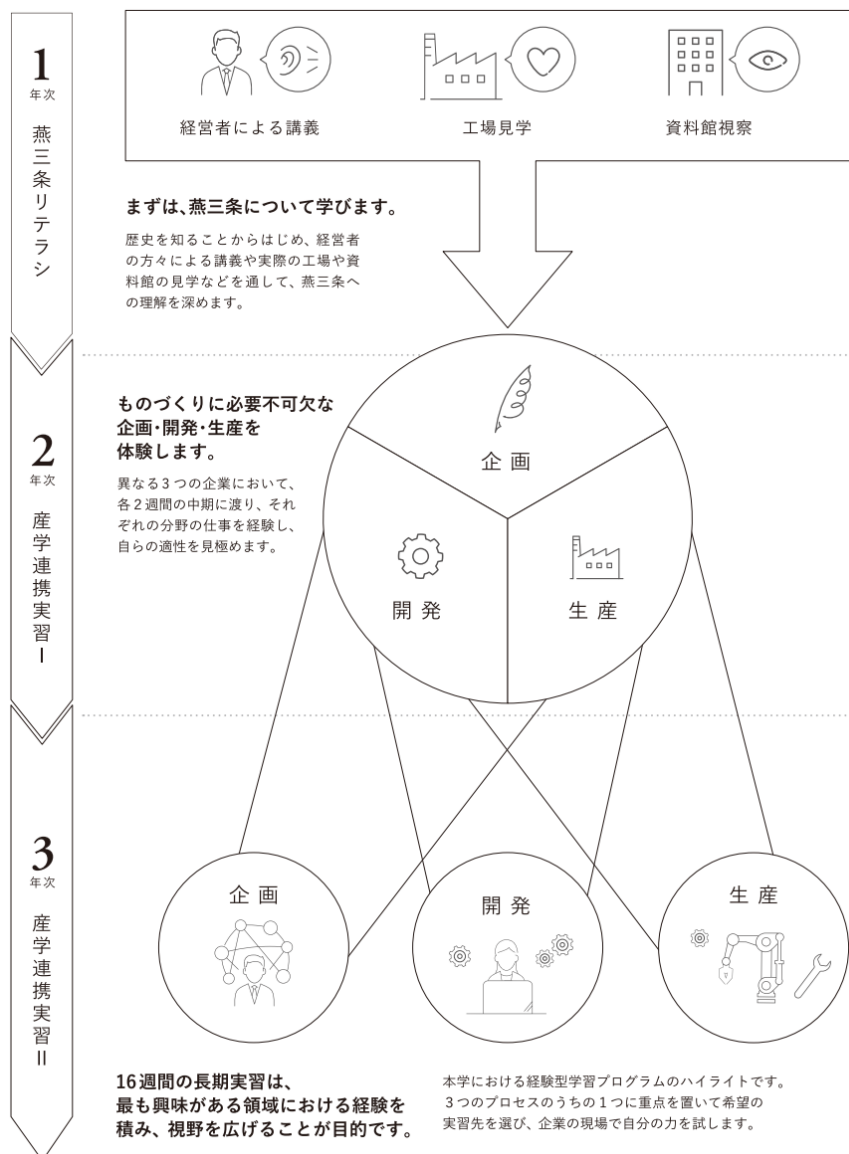 1
年次
燕三条リテラシ
経営者による講義
工場見学
資料館視察
まずは、燕三条について学びます。
歴史を知ることからはじめ、経営者
の方々による講義や実際の工場や資
料館の見学などを通して、燕三条へ
の理解を深めます。
2
年次
産学連携実習Ⅰ
ものづくりに必要不可欠な
企画・開発・生産を
体験します。
異なる3つの企業において、
各2週間の中期に渡り、それ
ぞれの分野の仕事を経験し、
自らの適性を見極めます。
企画
開発
生産
3
年次
産学連携実習Ⅱ
企画
開発
生産
16週間の長期実習は、
最も興味がある領域における経験を
積み、視野を広げることが目的です。
本学における経験型学習プログラムのハイライトです。
3つのプロセスのうちの1つに重点を置いて希望の
実習先を選び、企業の現場で自分の力を試します。